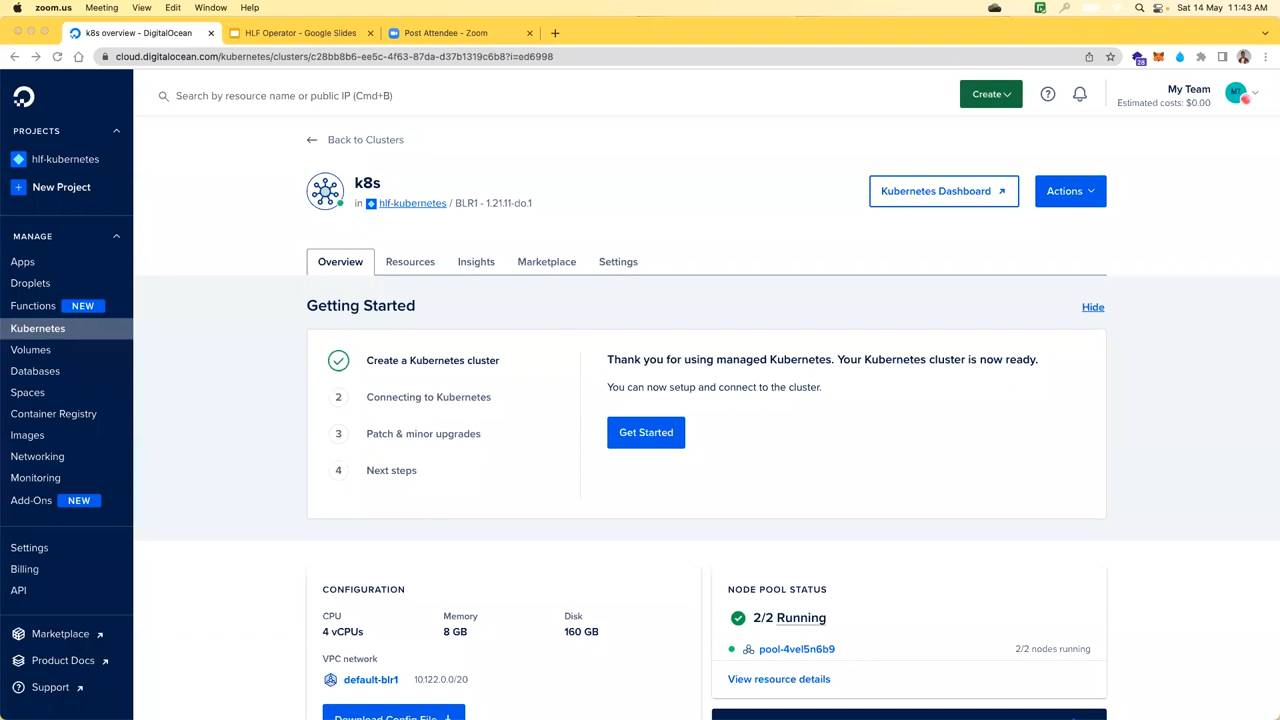 zoom.us Meeting View Edit Window Help
Sat 14 May 11:43 AM
k8s overview - DigitalOcean
HLF Operator - Google Slides
Post Attendee - Zoom
cloud.digitalocean.com/kubernetes/clusters/c28bb8b6-ee5c-4f63-87da-d37b1319c6b8?i=ed6998
28
Search by resource name or public IP (Cmd+B)
Create
My Team
Estimated costs: $0.00
MT
PROJECTS
hlf-kubernetes
New Project
MANAGE
Apps
Droplets
Functions NEW
Kubernetes
Volumes
Databases
Spaces
Container Registry
Images
Networking
Monitoring
Add-Ons NEW
Settings
Billing
API
Marketplace
Product Docs
Support
Back to Clusters
k8s
in hlf-kubernetes / BLR1 - 1.21.11-do.1
Kubernetes Dashboard
Actions
Overview
Resources
Insights
Marketplace
Settings
Getting Started
Hide
Create a Kubernetes cluster
2 Connecting to Kubernetes
3 Patch & minor upgrades
4 Next steps
Thank you for using managed Kubernetes. Your Kubernetes cluster is now ready.
You can now setup and connect to the cluster.
Get Started
CONFIGURATION
CPU Memory Disk
4 vCPUs 8 GB 160 GB
VPC network
default-blr1 10.122.0.0/20
Download Config File
NODE POOL STATUS
2/2 Running
pool-4vel5n6b9 2/2 nodes running
View resource details